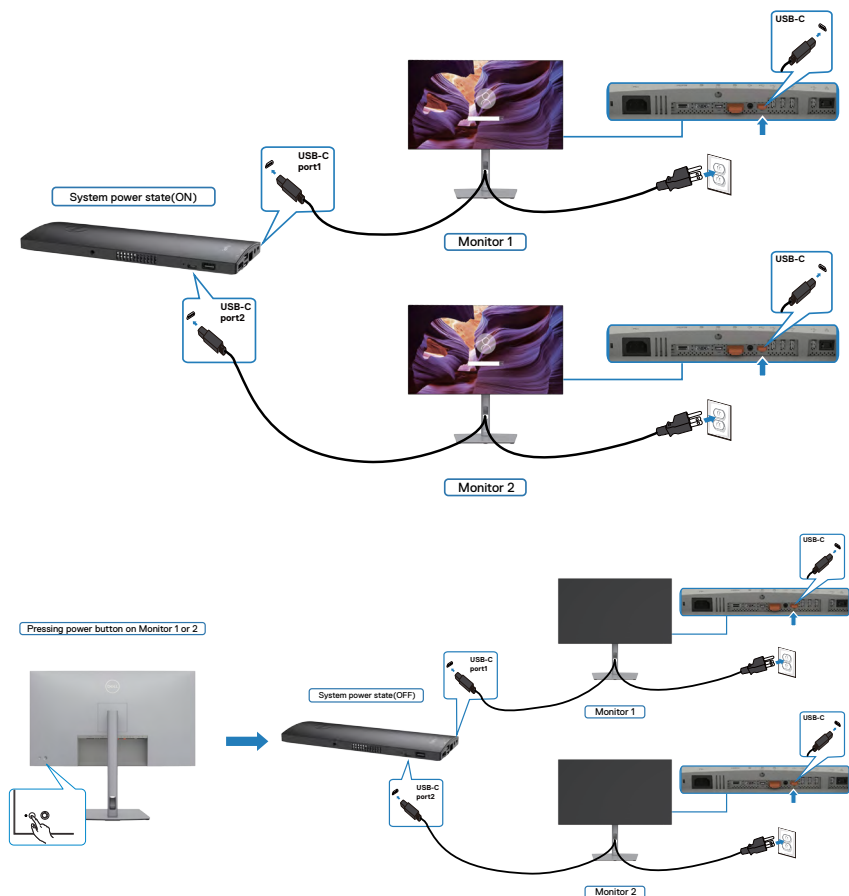 USB-C
USB-C
port1
System power state(ON)
Monitor 1
USB-C
USB-C
port2
Monitor 2
USB-C
Pressing power button on Monitor 1 or 2
DELL
USB-C
port1
System power state(OFF)
Monitor 1
USB-C
USB-C
port2
Monitor 2